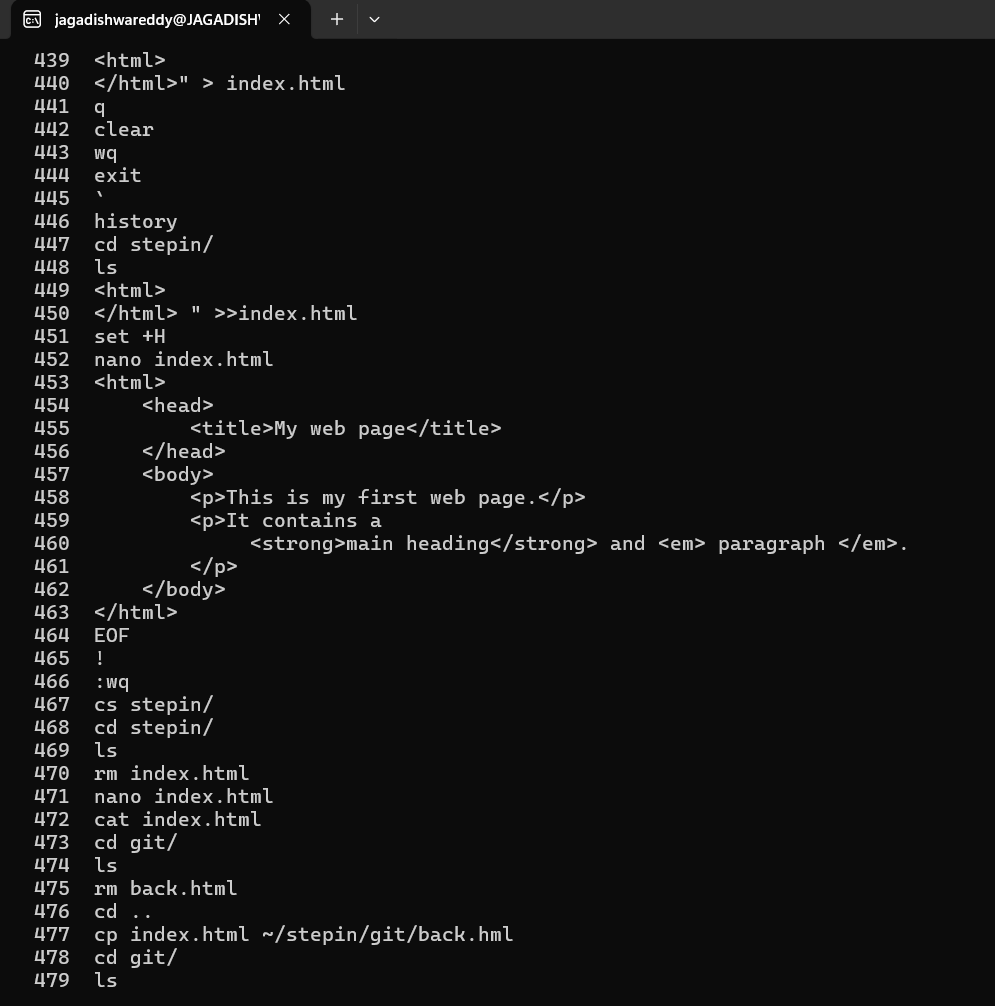 jagadishwareddy@JAGADISH
439  <html>
440  </html>" > index.html
441  q
442  clear
443  wq
444  exit
445  `
446  history
447  cd stepin/
448  ls
449  <html>
450  </html> " >>index.html
451  set +H
452  nano index.html
453  <html>
454      <head>
455          <title>My web page</title>
456      </head>
457      <body>
458          <p>This is my first web page.</p>
459          <p>It contains a
460               <strong>main heading</strong> and <em> paragraph </em>.
461          </p>
462      </body>
463  </html>
464  EOF
465  !
466  :wq
467  cs stepin/
468  cd stepin/
469  ls
470  rm index.html
471  nano index.html
472  cat index.html
473  cd git/
474  ls
475  rm back.html
476  cd ..
477  cp index.html ~/stepin/git/back.hml
478  cd git/
479  ls